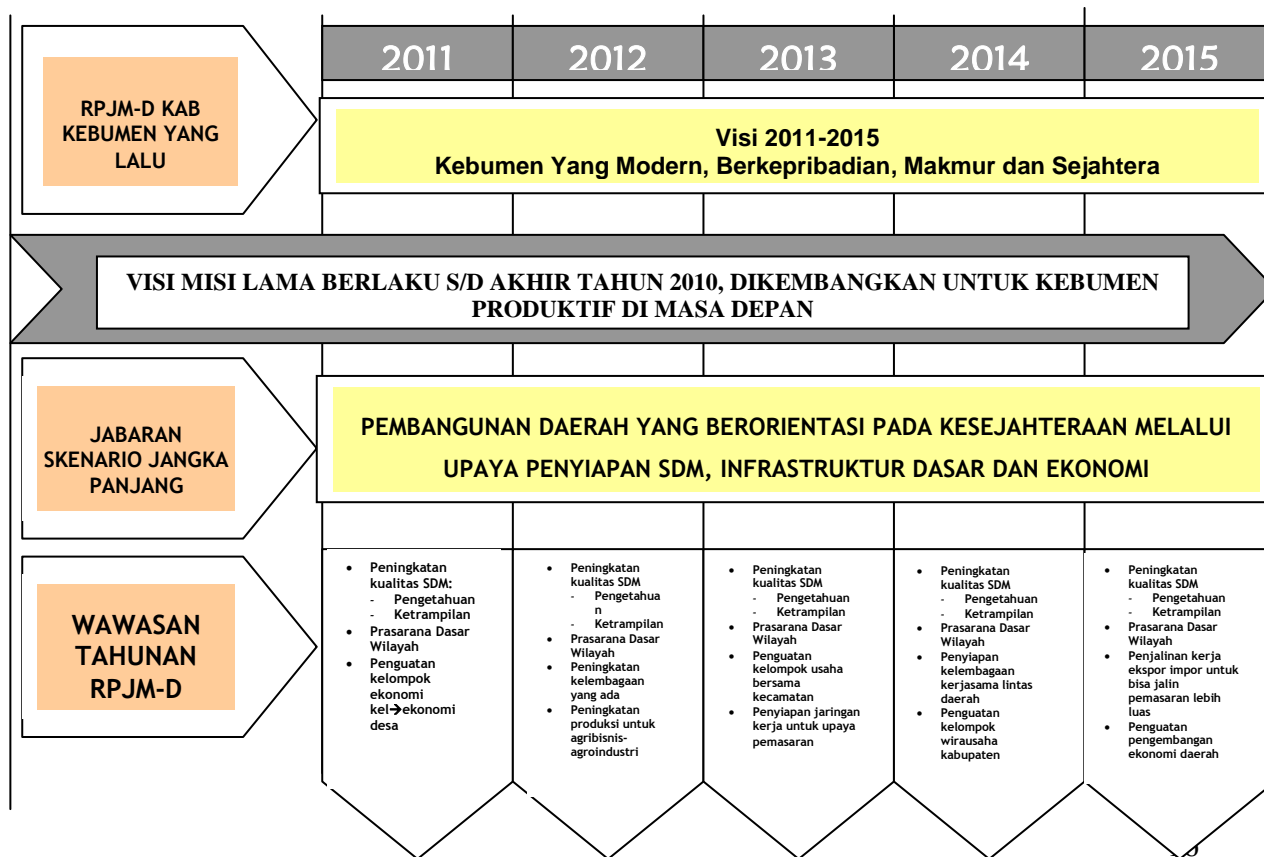 2011 2012 2013 2014 2015
RPJM-D KAB
KEBUMEN YANG
LALU
Visi 2011-2015
Kebumen Yang Modern, Berkepribadian, Makmur dan Sejahtera
VISI MISI LAMA BERLAKU S/D AKHIR TAHUN 2010, DIKEMBANGKAN UNTUK KEBUMEN
PRODUKTIF DI MASA DEPAN
JABARAN
SKENARIO JANGKA
PANJANG
PEMBANGUNAN DAERAH YANG BERORIENTASI PADA KESEJAHTERAAN MELALUI
UPAYA PENYIAPAN SDM, INFRASTRUKTUR DASAR DAN EKONOMI
WAWASAN
TAHUNAN
RPJM-D
• Peningkatan
kualitas SDM:
- Pengetahuan
- Ketrampilan
• Prasarana Dasar
Wilayah
• Penguatan
kelompok
ekonomi
kel→ekonomi
desa
• Peningkatan
kualitas SDM
- Pengetahua
n
- Ketrampilan
• Prasarana Dasar
Wilayah
• Peningkatan
kelembagaan
yang ada
• Peningkatan
produksi untuk
agribisnis-
agroindustri
• Peningkatan
kualitas SDM
- Pengetahuan
- Ketrampilan
• Prasarana Dasar
Wilayah
• Penguatan
kelompok usaha
bersama
kecamatan
• Penyiapan jaringan
kerja untuk upaya
pemasaran
• Peningkatan
kualitas SDM
- Pengetahuan
- Ketrampilan
• Prasarana Dasar
Wilayah
• Penyiapan
kelembagaan
kerjasama lintas
daerah
• Penguatan
kelompok
wirausaha
kabupaten
• Peningkatan
kualitas SDM
- Pengetahuan
- Ketrampilan
• Prasarana Dasar
Wilayah
• Penjalinan kerja
ekspor impor untuk
bisa jalin
pemasaran lebih
luas
• Penguatan
pengembangan
ekonomi daerah